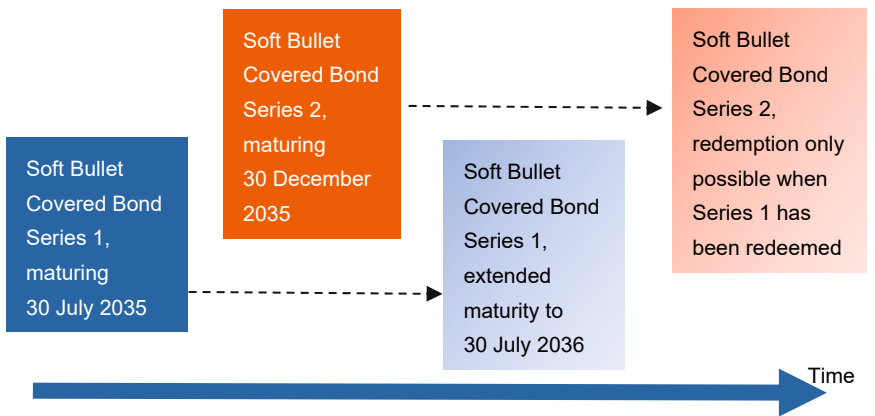 Soft Bullet
Covered Bond
Series 1,
maturing
30 July 2035
Soft Bullet
Covered Bond
Series 2,
maturing
30 December
2035
Soft Bullet
Covered Bond
Series 1,
extended
maturity to
30 July 2036
Soft Bullet
Covered Bond
Series 2,
redemption only
possible when
Series 1 has
been redeemed
Time